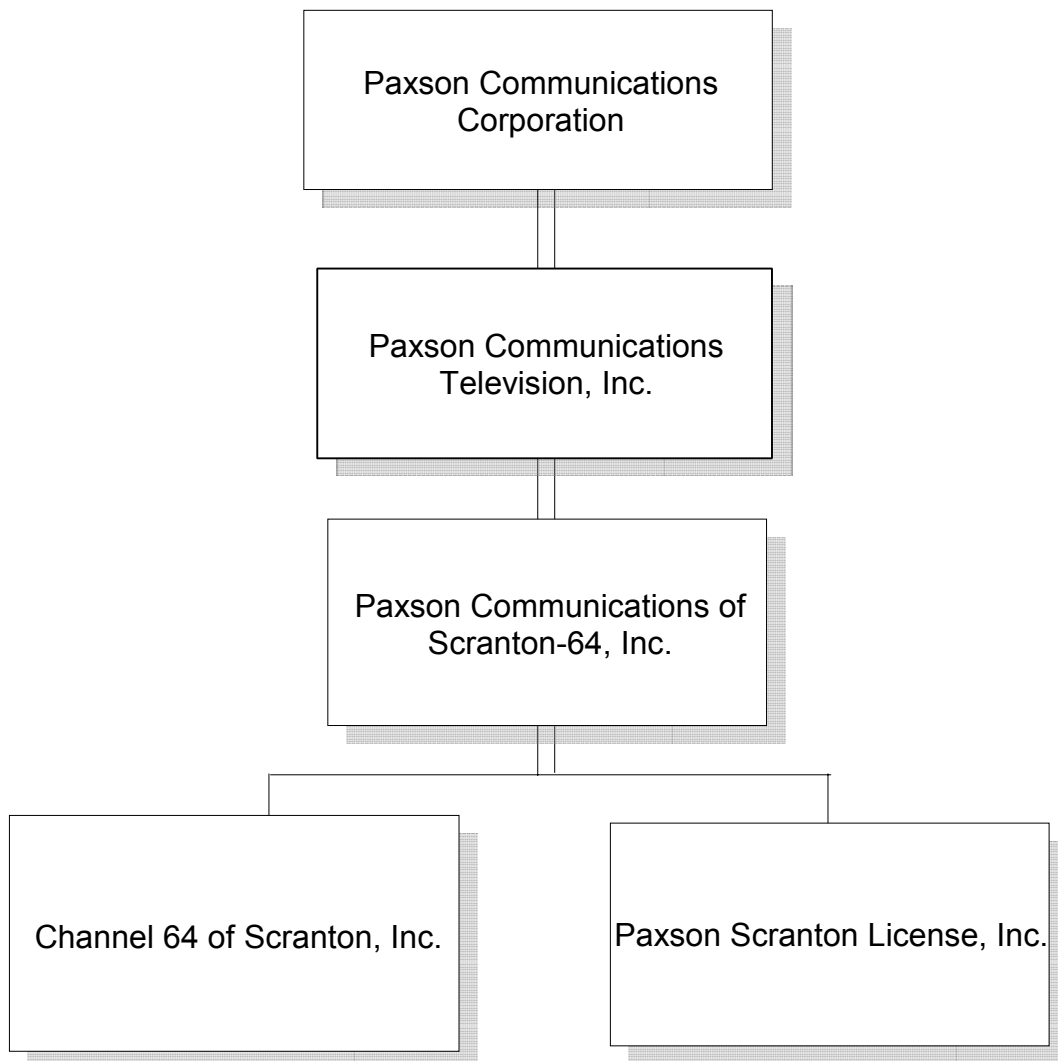 Paxson Communications
Corporation
Paxson Communications
Television, Inc.
Paxson Communications of
Scranton-64, Inc.
Channel 64 of Scranton, Inc.
Paxson Scranton License, Inc.